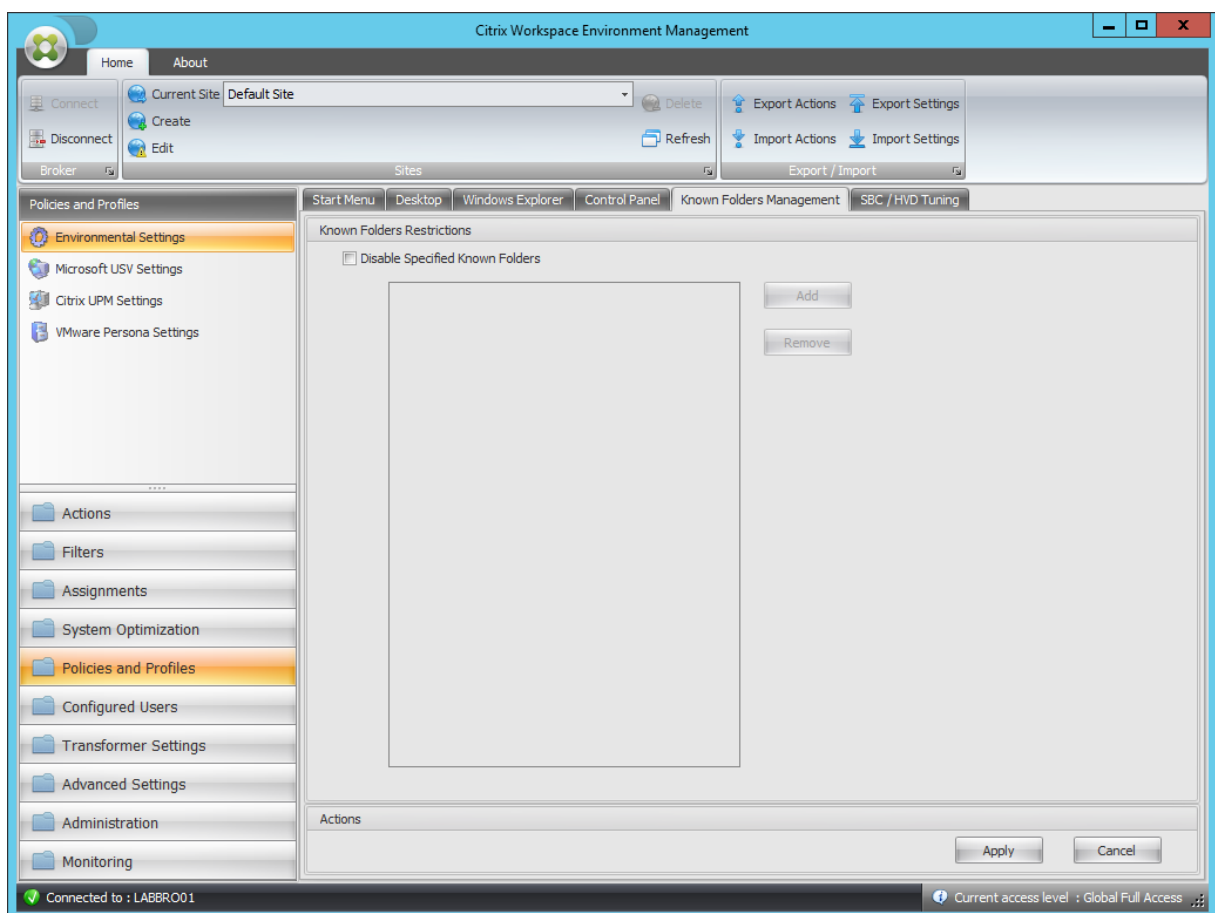 Citrix Workspace Environment Management
Home About
Connect
Disconnect
Broker
Current Site Default Site
Create
Edit
Delete
Refresh
Sites
Export Actions Export Settings
Import Actions Import Settings
Export / Import
Policies and Profiles
Environmental Settings
Microsoft USV Settings
Citrix UPM Settings
VMware Persona Settings
Actions
Filters
Assignments
System Optimization
Policies and Profiles
Configured Users
Transformer Settings
Advanced Settings
Administration
Monitoring
Start Menu Desktop Windows Explorer Control Panel Known Folders Management SBC / HVD Tuning
Known Folders Restrictions
Disable Specified Known Folders
Add
Remove
Actions
Apply Cancel
Connected to : LABBRO01
Current access level : Global Full Access